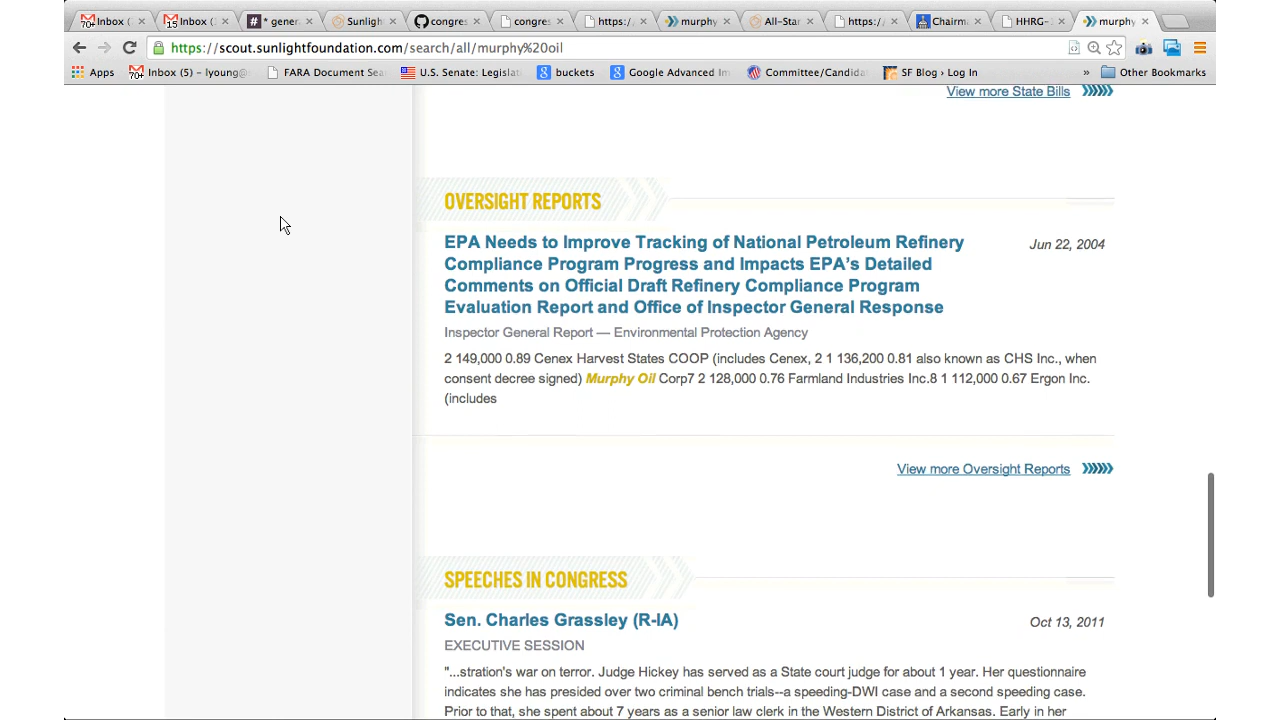 Inbox ( Inbox (: * gener Sunligh congres congres https:/ murphy All-Star https:/ Chairm HHRG- murphy
https://scout.sunlightfoundation.com/search/all/murphy%20oil
Apps Inbox (5) – lyoung@ FARA Document Sea U.S. Senate: Legislat buckets Google Advanced Im Committee/Candida SF Blog › Log In » Other Bookmarks
View more State Bills
OVERSIGHT REPORTS
EPA Needs to Improve Tracking of National Petroleum Refinery Jun 22, 2004
Compliance Program Progress and Impacts EPA's Detailed
Comments on Official Draft Refinery Compliance Program
Evaluation Report and Office of Inspector General Response
Inspector General Report — Environmental Protection Agency
2 149,000 0.89 Cenex Harvest States COOP (includes Cenex, 2 1 136,200 0.81 also known as CHS Inc., when
consent decree signed) Murphy Oil Corp7 2 128,000 0.76 Farmland Industries Inc.8 1 112,000 0.67 Ergon Inc.
(includes
View more Oversight Reports
SPEECHES IN CONGRESS
Sen. Charles Grassley (R-IA) Oct 13, 2011
EXECUTIVE SESSION
"...stration's war on terror. Judge Hickey has served as a State court judge for about 1 year. Her questionnaire
indicates she has presided over two criminal bench trials--a speeding-DWI case and a second speeding case.
Prior to that, she spent about 7 years as a senior law clerk in the Western District of Arkansas. Early in her